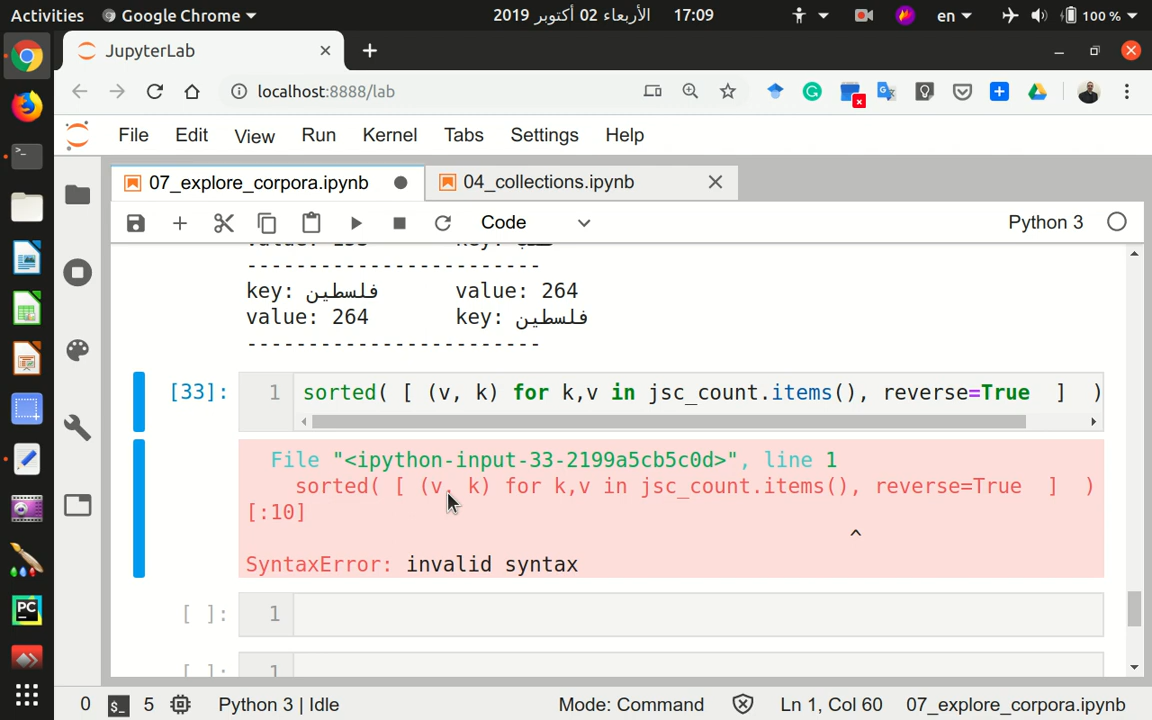 Activities Google Chrome الأربعاء 02 أكتوبر 2019 17:09 en 100 %
JupyterLab
localhost:8888/lab
File Edit View Run Kernel Tabs Settings Help
07_explore_corpora.ipynb 04_collections.ipynb
Code Python 3
------------------------
key: فلسطين value: 264
value: 264 key: فلسطين
------------------------
[33]: 1 sorted( [ (v, k) for k,v in jsc_count.items(), reverse=True ] )
File "<ipython-input-33-2199a5cb5c0d>", line 1
sorted( [ (v, k) for k,v in jsc_count.items(), reverse=True ] )
[:10]
^
SyntaxError: invalid syntax
[ ]: 1
[ ]: 1
0 $_ 5 Python 3 | Idle Mode: Command Ln 1, Col 60 07_explore_corpora.ipynb
PC